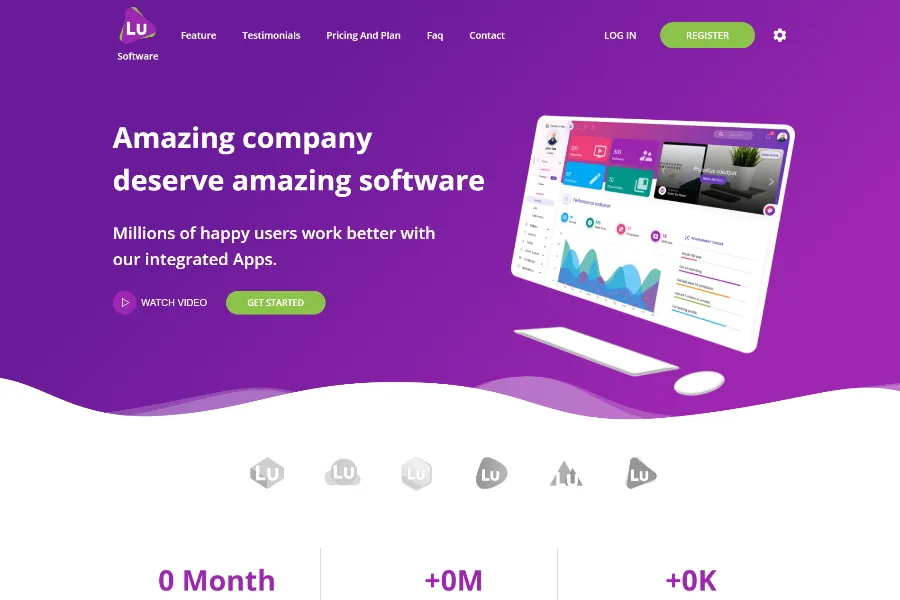 Lu
Software
Feature
Testimonials
Pricing And Plan
Faq
Contact
LOG IN
REGISTER
Amazing company
deserve amazing software
Millions of happy users work better with
our integrated Apps.
WATCH VIDEO
GET STARTED
Performance Indicator
Lu
Lu
Lu
Lu
Lu
Lu
0 Month
+0M
+0K